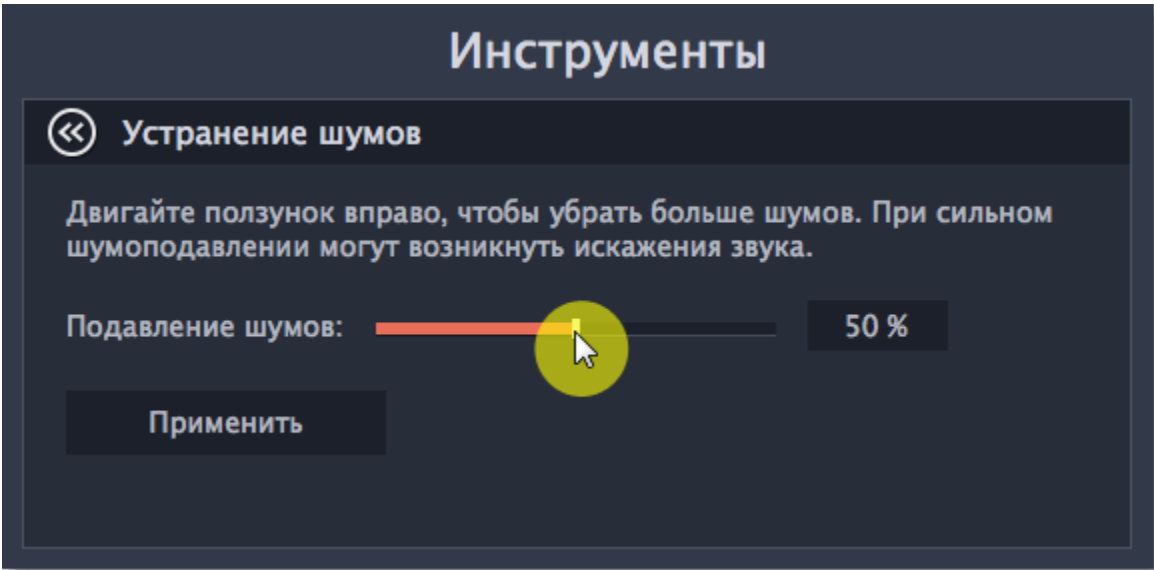 Инструменты
Устранение шумов
Двигайте ползунок вправо, чтобы убрать больше шумов. При сильном
шумоподавлении могут возникнуть искажения звука.
Подавление шумов: 50 %
Применить